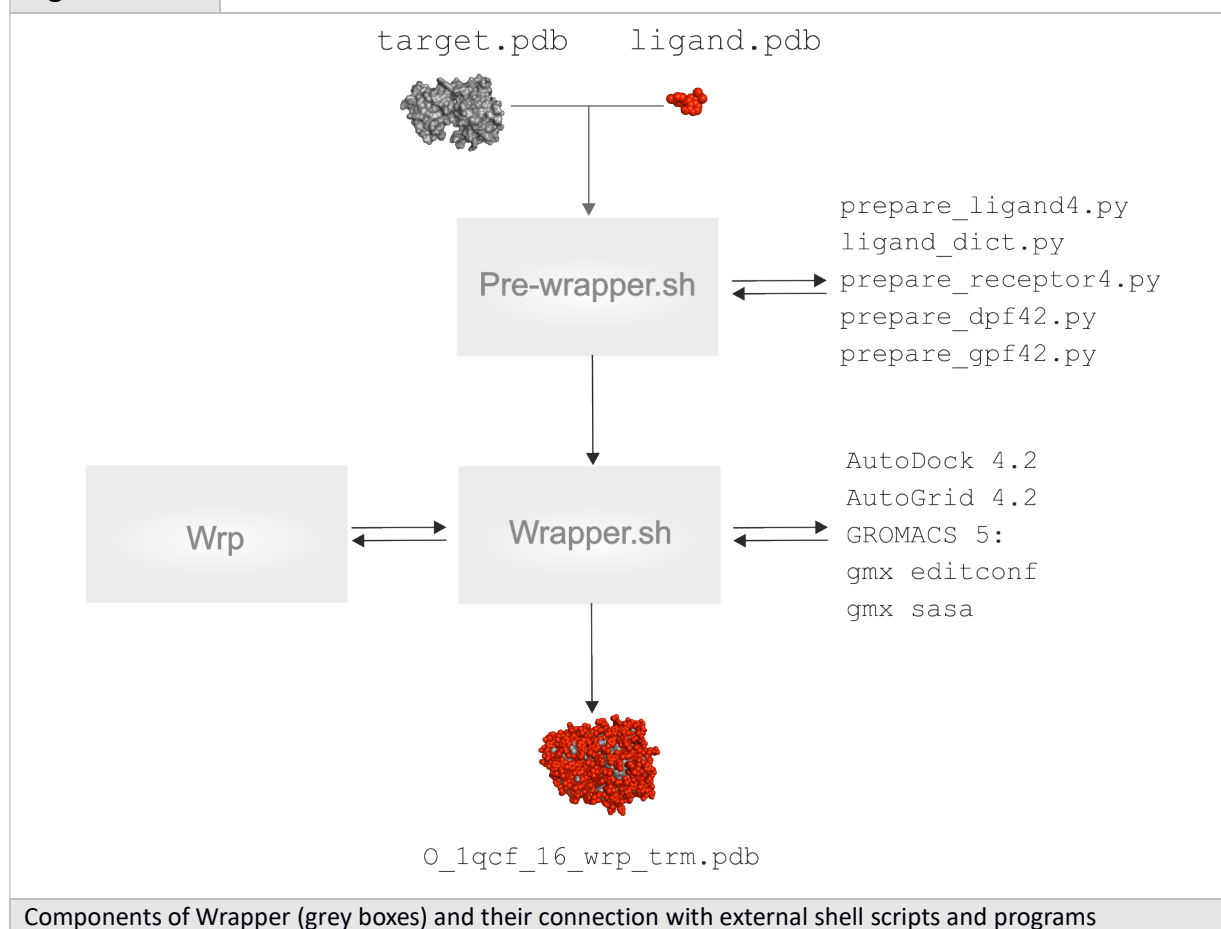 target.pdb ligand.pdb
Pre-wrapper.sh
prepare_ligand4.py
ligand_dict.py
prepare_receptor4.py
prepare_dpf42.py
prepare_gpf42.py
Wrp
Wrapper.sh
AutoDock 4.2
AutoGrid 4.2
GROMACS 5:
gmx editconf
gmx sasa
O_1qcf_16_wrp_trm.pdb
Components of Wrapper (grey boxes) and their connection with external shell scripts and programs